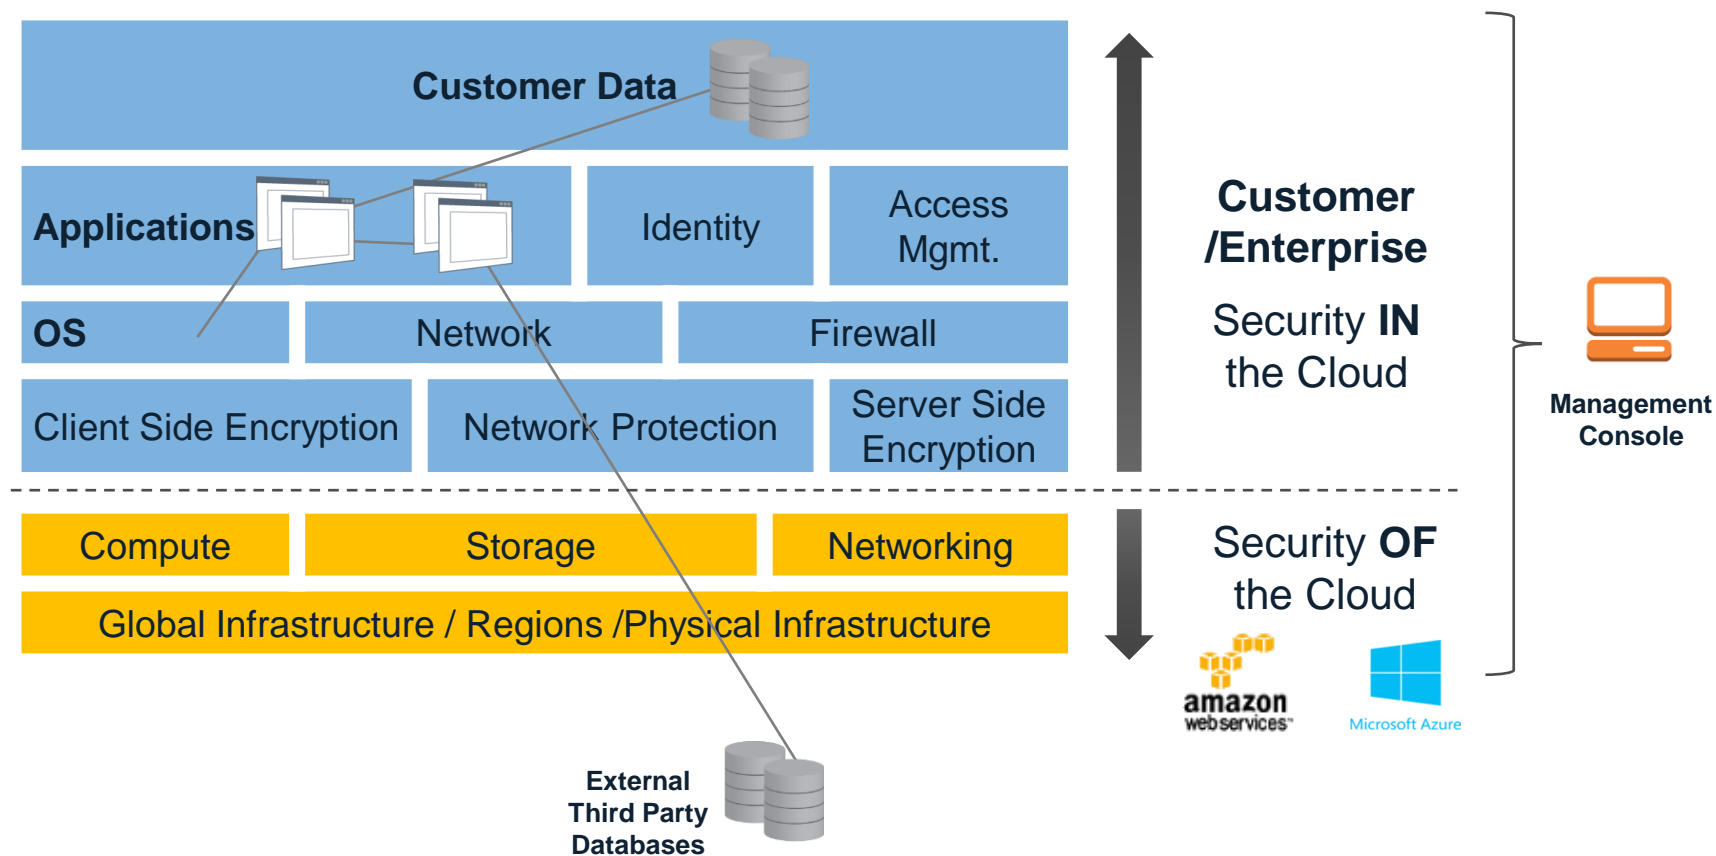 Customer Data
Applications
Identity
Access
Mgmt.
OS
Network
Firewall
Client Side Encryption
Network Protection
Server Side
Encryption
Customer
/Enterprise
Security IN
the Cloud
Management
Console
Compute
Storage
Networking
Global Infrastructure / Regions /Physical Infrastructure
Security OF
the Cloud
amazon
webservices™
Microsoft Azure
External
Third Party
Databases